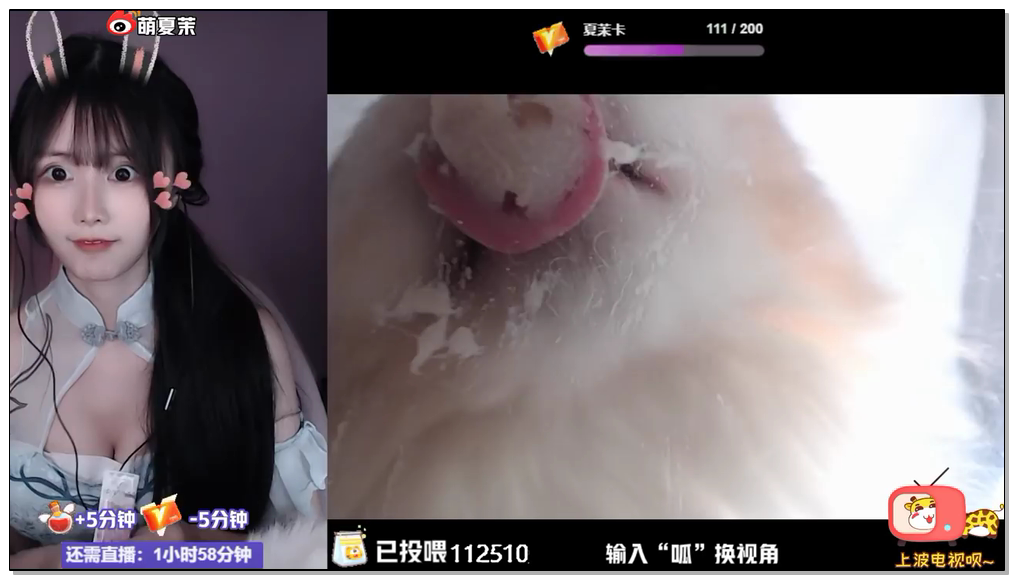 萌夏茉
夏茉卡
111 / 200
+5分钟
-5分钟
还需直播：1小时58分钟
已投喂112510
输入“呱”换视角
上波电视呗~